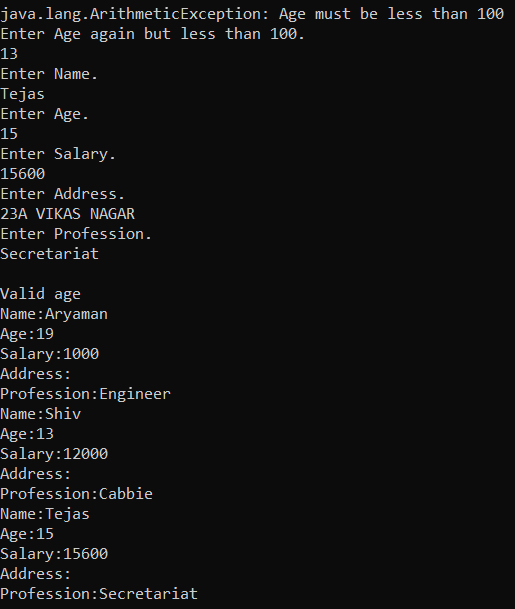 java.lang.ArithmeticException: Age must be less than 100
Enter Age again but less than 100.
13
Enter Name.
Tejas
Enter Age.
15
Enter Salary.
15600
Enter Address.
23A VIKAS NAGAR
Enter Profession.
Secretariat

Valid age
Name:Aryaman
Age:19
Salary:1000
Address:
Profession:Engineer
Name:Shiv
Age:13
Salary:12000
Address:
Profession:Cabbie
Name:Tejas
Age:15
Salary:15600
Address:
Profession:Secretariat